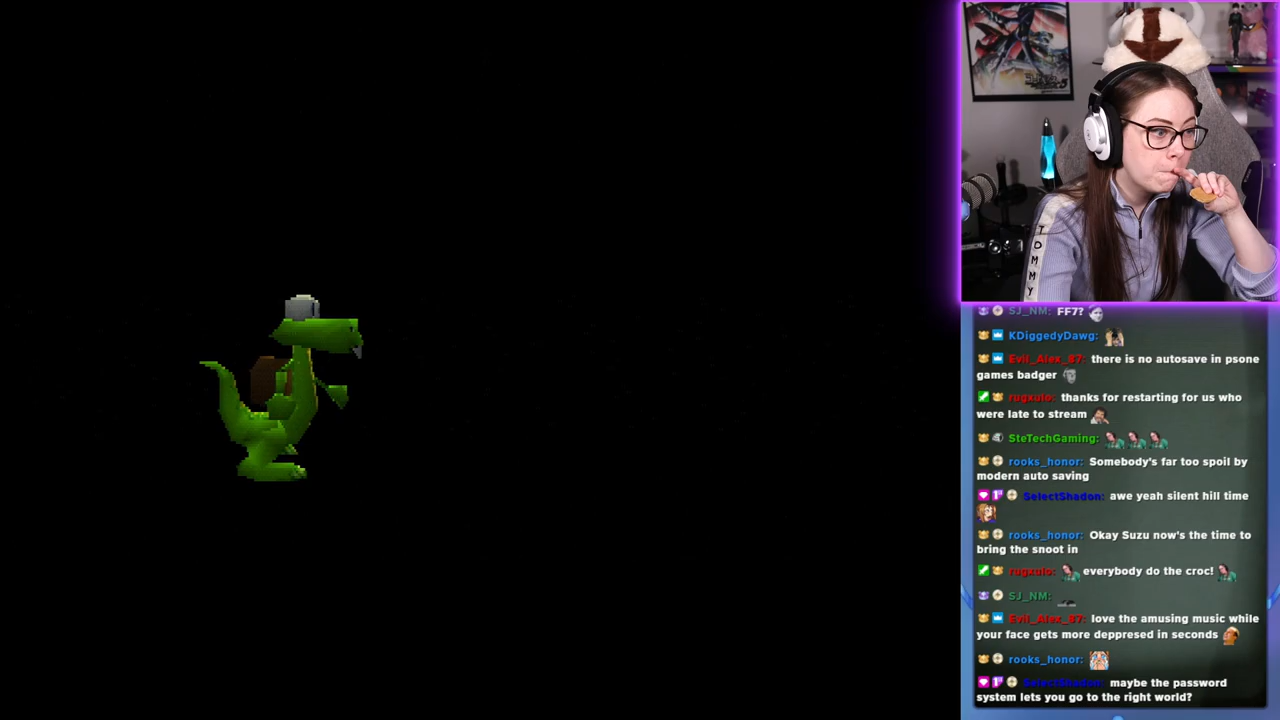 TOMMY
SJ_NM: FF7?
KDiggedyDawg:
Evil_Alex_87: there is no autosave in psone
games badger
rugxulo: thanks for restarting for us who
were late to stream
SteTechGaming:
rooks_honor: Somebody's far too spoil by
modern auto saving
SelectShadon: awe yeah silent hill time
rooks_honor: Okay Suzu now's the time to
bring the snoot in
rugxulo: everybody do the croc!
SJ_NM:
Evil_Alex_87: love the amusing music while
your face gets more deppresed in seconds
rooks_honor:
SelectShadon: maybe the password
system lets you go to the right world?